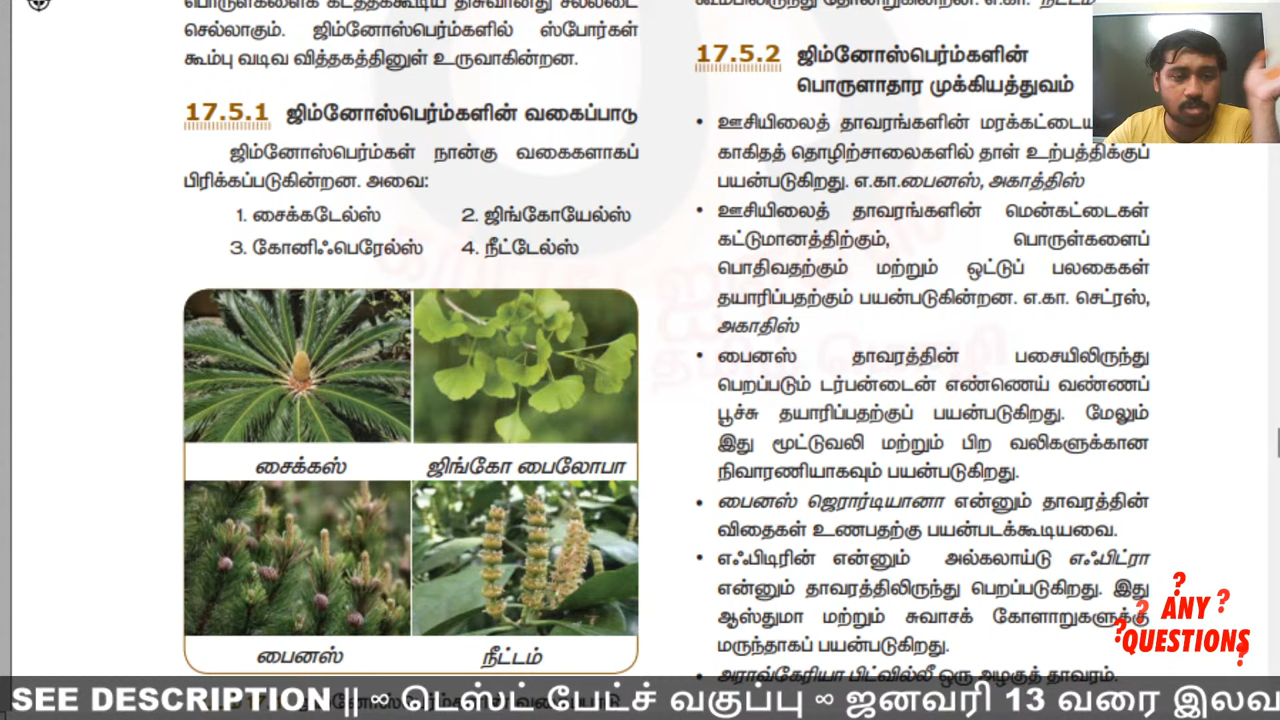 செல்லாகும். ஜிம்னோஸ்பெர்ம்களில் ஸ்போர்கள்
கூம்பு வடிவ வித்தகத்தினுள் உருவாகின்றன.
17.5.1 ஜிம்னோஸ்பெர்ம்களின் வகைப்பாடு
ஜிம்னோஸ்பெர்ம்கள் நான்கு வகைகளாகப்
பிரிக்கப்படுகின்றன. அவை:
1. சைக்கடேல்ஸ் 2. ஜிங்கோயேல்ஸ்
3. கோனிஃபெரேல்ஸ் 4. நீட்டேல்ஸ்
சைக்கஸ் ஜிங்கோ பைலோபா
பைனஸ் நீட்டம்
17.5.2 ஜிம்னோஸ்பெர்ம்களின்
பொருளாதார முக்கியத்துவம்
• ஊசியிலைத் தாவரங்களின்
காகிதத் தொழிற்சாலைகளில் தாள் உற்பத்திக்குப்
பயன்படுகிறது. எ.கா.பைனஸ், அகாத்திஸ்
• ஊசியிலைத் தாவரங்களின் மென்கட்டைகள்
கட்டுமானத்திற்கும், பொருள்களைப்
பொதிவதற்கும் மற்றும் ஒட்டுப் பலகைகள்
தயாரிப்பதற்கும் பயன்படுகின்றன. எ.கா. செட்ரஸ்,
அகாதிஸ்
• பைனஸ் தாவரத்தின் பசையிலிருந்து
பெறப்படும் டர்பன்டைன் எண்ணெய் வண்ணப்
பூச்சு தயாரிப்பதற்குப் பயன்படுகிறது. மேலும்
இது மூட்டுவலி மற்றும் பிற வலிகளுக்கான
நிவாரணியாகவும் பயன்படுகிறது.
• பைனஸ் ஜெரார்டியானா என்னும் தாவரத்தின்
விதைகள் உணபதற்கு பயன்படக்கூடியவை.
• எஃபிடிரின் என்னும் அல்கலாய்டு எஃபிட்ரா
என்னும் தாவரத்திலிருந்து பெறப்படுகிறது. இது
ஆஸ்துமா மற்றும் சுவாசக் கோளாறுகளுக்கு
மருந்தாகப் பயன்படுகிறது.
• அராவ்கேரியா பிட்வில்லீ ஒரு அழகுத் தாவரம்.
? ANY ?
? QUESTIONS ?
SEE DESCRIPTION || ∞ டெஸ்ட் பேட்ச் வகுப்பு ∞ ஜனவரி 13 வரை இலவ